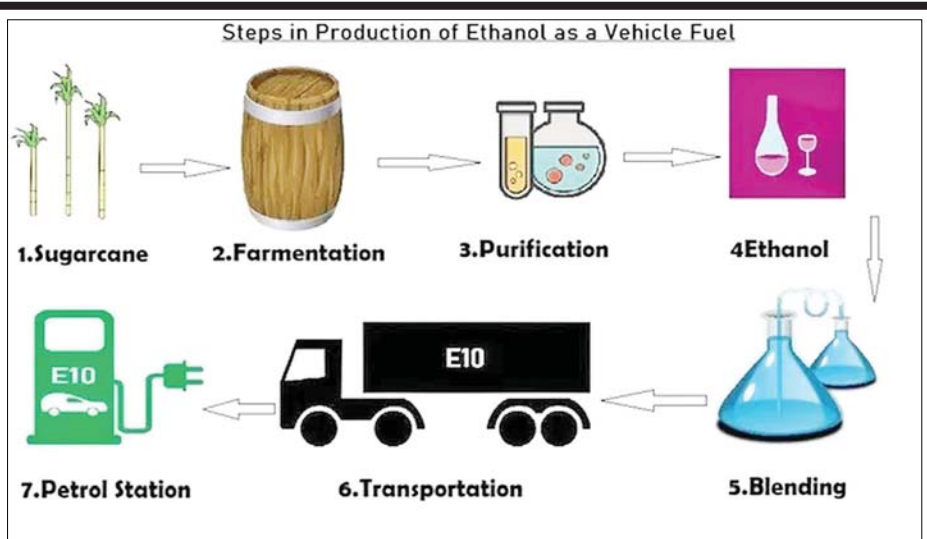 Steps in Production of Ethanol as a Vehicle Fuel
1.Sugarcane
2.Farmentation
3.Purification
4Ethanol
E10
E10
7.Petrol Station
6.Transportation
5.Blending